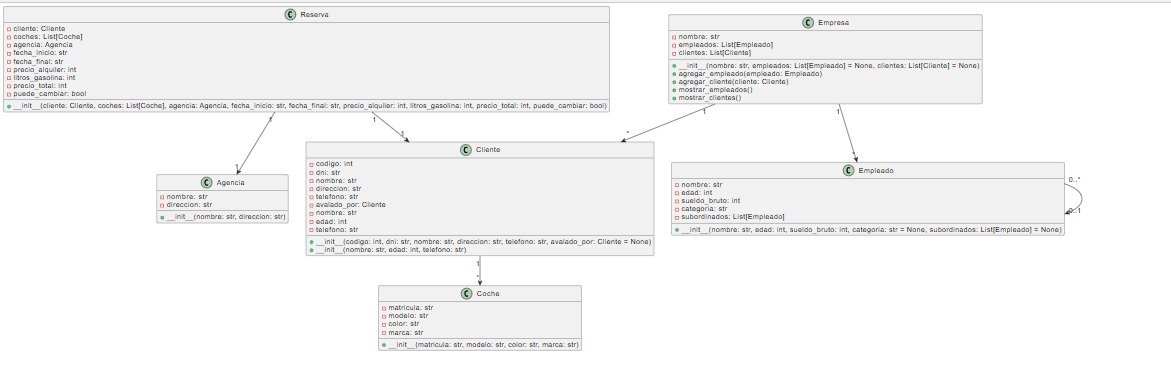 C Reserva
cliente: Cliente
coches: List[Coche]
agencia: Agencia
fecha_inicio: str
fecha_final: str
precio_alquiler: int
litros_gasolina: int
precio_total: int
puede_cambiar: bool
__init__(cliente: Cliente, coches: List[Coche], agencia: Agencia, fecha_inicio: str, fecha_final: str, precio_alquiler: int, litros_gasolina: int, precio_total: int, puede_cambiar: bool)
C Empresa
nombre: str
empleados: List[Empleado]
clientes: List[Cliente]
__init__(nombre: str, empleados: List[Empleado] = None, clientes: List[Cliente] = None)
agregar_empleado(empleado: Empleado)
agregar_cliente(cliente: Cliente)
mostrar_empleados()
mostrar_clientes()
1
1
1
1
1
*
1
*
C Agencia
nombre: str
direccion: str
__init__(nombre: str, direccion: str)
C Cliente
codigo: int
dni: str
nombre: str
direccion: str
telefono: str
avalado_por: Cliente
nombre: str
edad: int
telefono: str
__init__(codigo: int, dni: str, nombre: str, direccion: str, telefono: str, avalado_por: Cliente = None)
__init__(nombre: str, edad: int, telefono: str)
C Empleado
nombre: str
edad: int
sueldo_bruto: int
categoria: str
subordinados: List[Empleado]
__init__(nombre: str, edad: int, sueldo_bruto: int, categoria: str = None, subordinados: List[Empleado] = None)
0..*
0..1
1
*
C Coche
matricula: str
modelo: str
color: str
marca: str
__init__(matricula: str, modelo: str, color: str, marca: str)